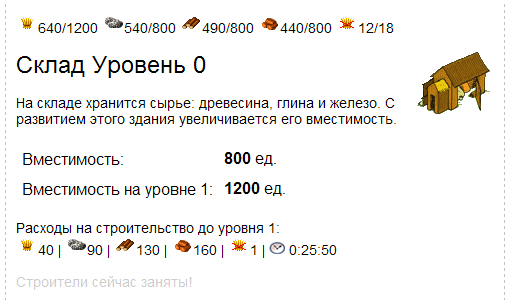 640/1200 540/800 490/800 440/800 12/18
Склад Уровень 0
На складе хранится сырье: древесина, глина и железо. С
развитием этого здания увеличивается его вместимость.
Вместимость: 800 ед.
Вместимость на уровне 1: 1200 ед.
Расходы на строительство до уровня 1:
40 | 90 | 130 | 160 | 1 | 0:25:50
Строители сейчас заняты!